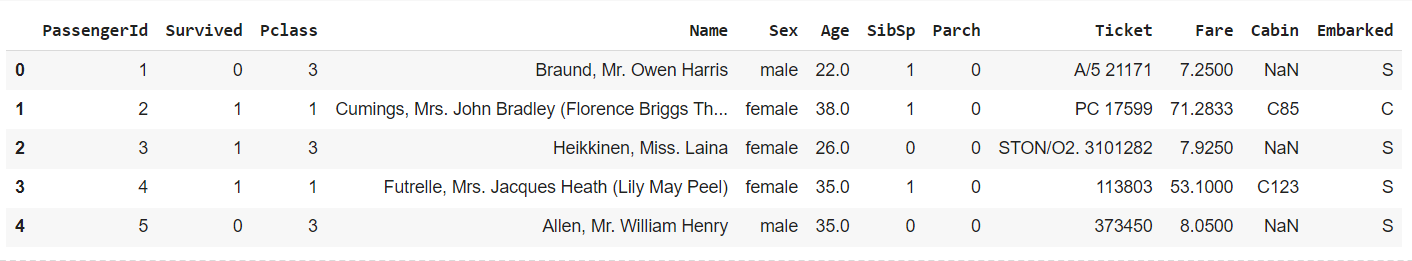 PassengerId Survived Pclass Name Sex Age SibSp Parch Ticket Fare Cabin Embarked
0 1 0 3 Braund, Mr. Owen Harris male 22.0 1 0 A/5 21171 7.2500 NaN S
1 2 1 1 Cumings, Mrs. John Bradley (Florence Briggs Th... female 38.0 1 0 PC 17599 71.2833 C85 C
2 3 1 3 Heikkinen, Miss. Laina female 26.0 0 0 STON/O2. 3101282 7.9250 NaN S
3 4 1 1 Futrelle, Mrs. Jacques Heath (Lily May Peel) female 35.0 1 0 113803 53.1000 C123 S
4 5 0 3 Allen, Mr. William Henry male 35.0 0 0 373450 8.0500 NaN S